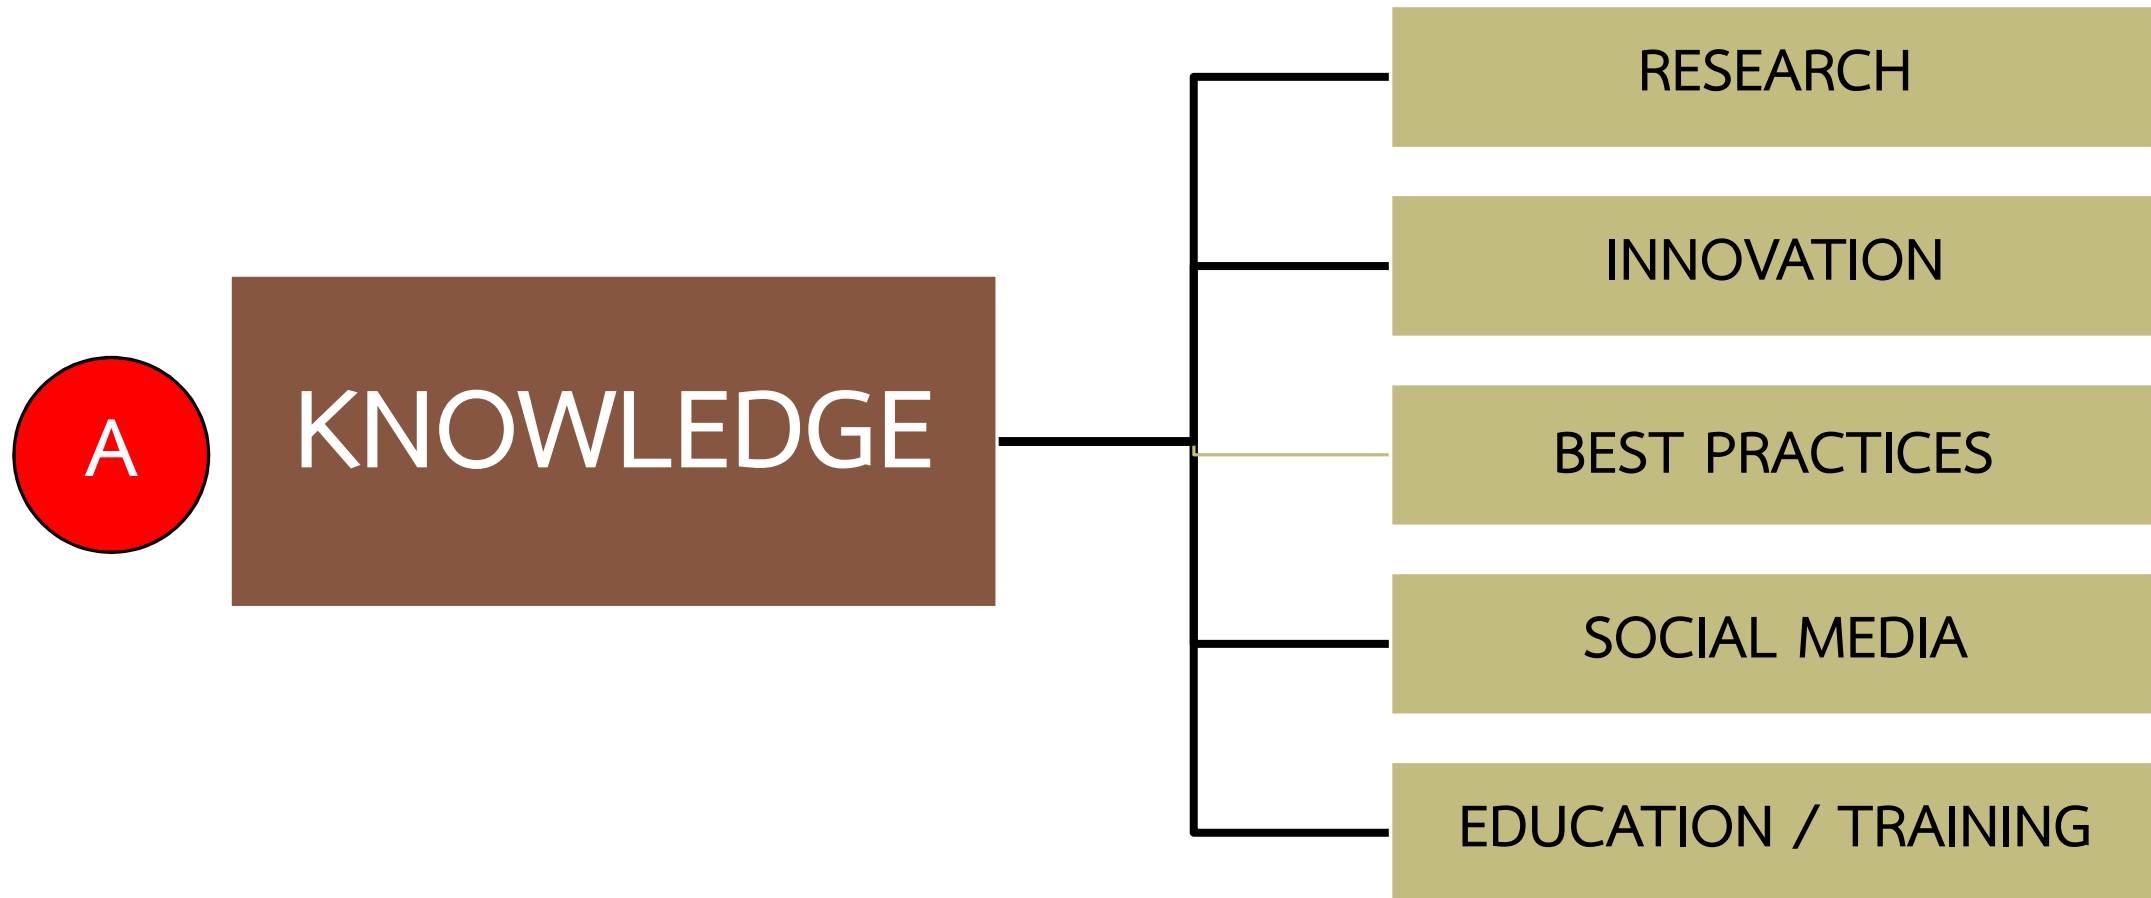 A
KNOWLEDGE
RESEARCH
INNOVATION
BEST PRACTICES
SOCIAL MEDIA
EDUCATION / TRAINING